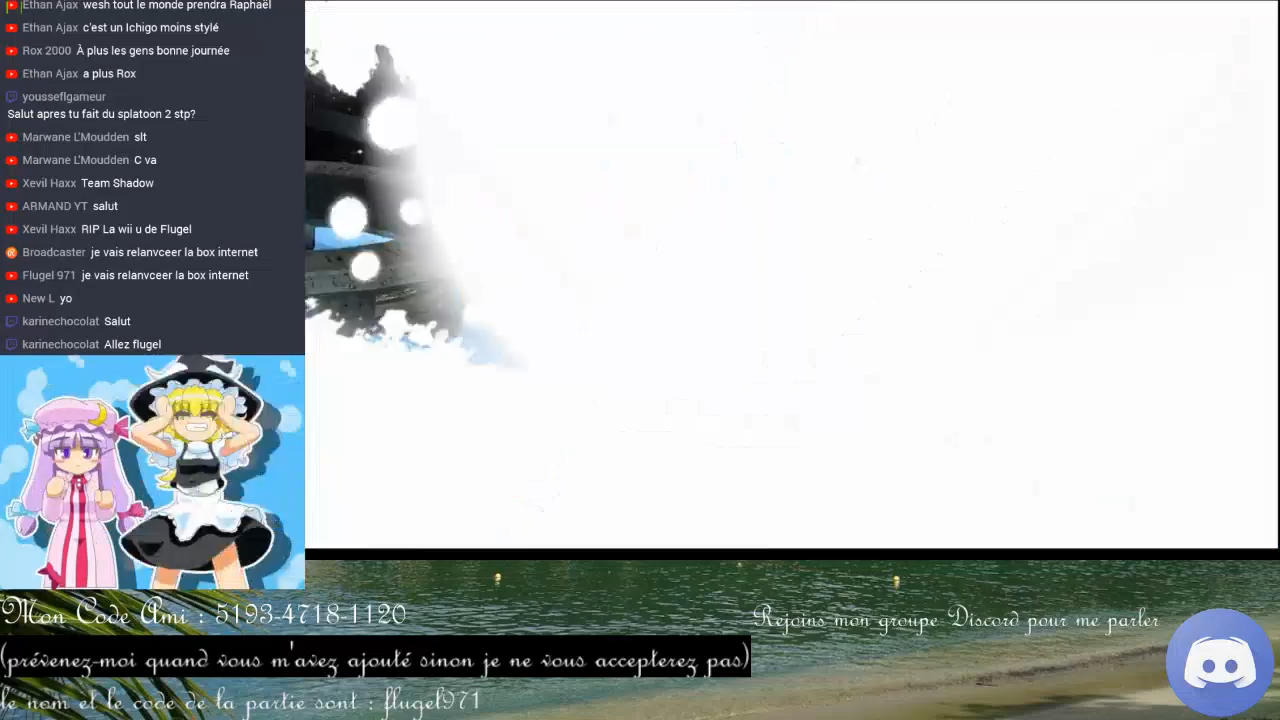 Ethan Ajax wesh tout le monde prendra Raphaël
Ethan Ajax c'est un Ichigo moins stylé
Rox 2000 À plus les gens bonne journée
Ethan Ajax a plus Rox
yousseflgameur
Salut apres tu fait du splatoon 2 stp?
Marwane L'Moudden slt
Marwane L'Moudden C va
Xevil Haxx Team Shadow
ARMAND YT salut
Xevil Haxx RIP La wii u de Flugel
Broadcaster je vais relanvceer la box internet
Flugel 971 je vais relanvceer la box internet
New L yo
karinechocolat Salut
karinechocolat Allez flugel
Mon Code Ami : 5193-4718-1120
Rejoins mon groupe Discord pour me parler
(prévenez-moi quand vous m'avez ajouté sinon je ne vous accepterez pas)
le nom et le code de la partie sont : flugel971